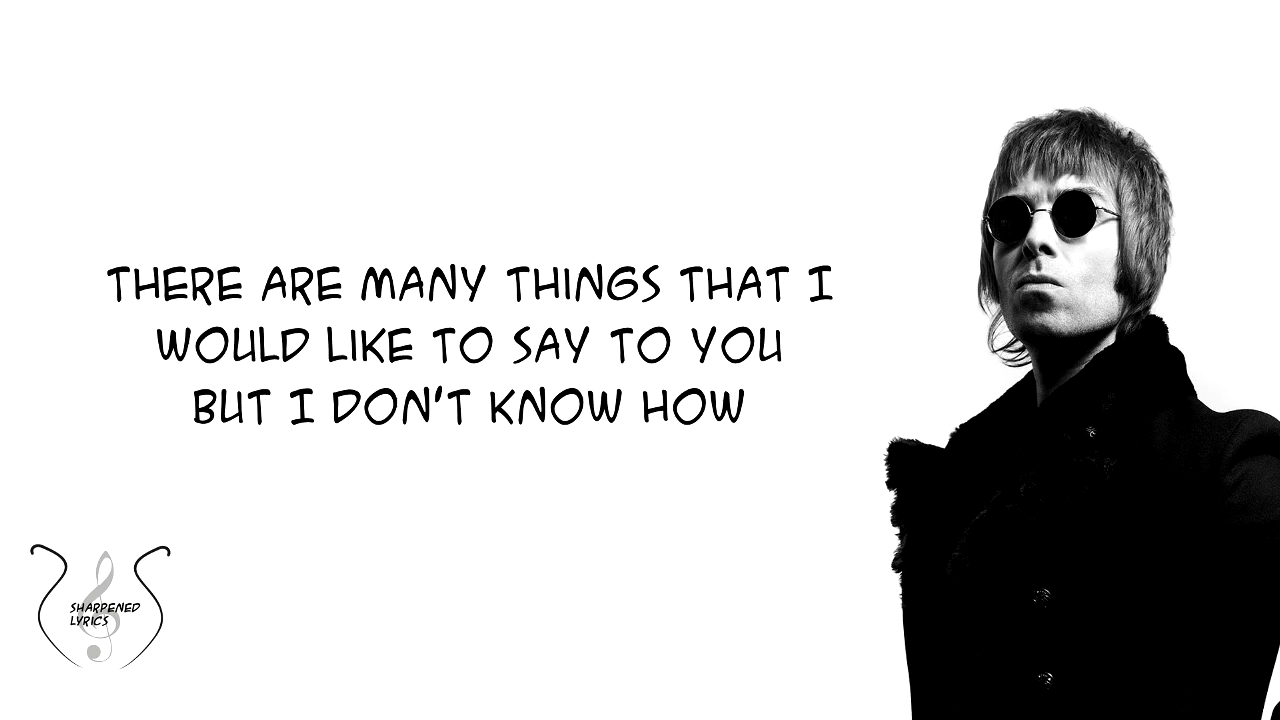 THERE ARE MANY THINGS THAT I
WOULD LIKE TO SAY TO YOU
BUT I DON'T KNOW HOW
SHARPENED
LYRICS